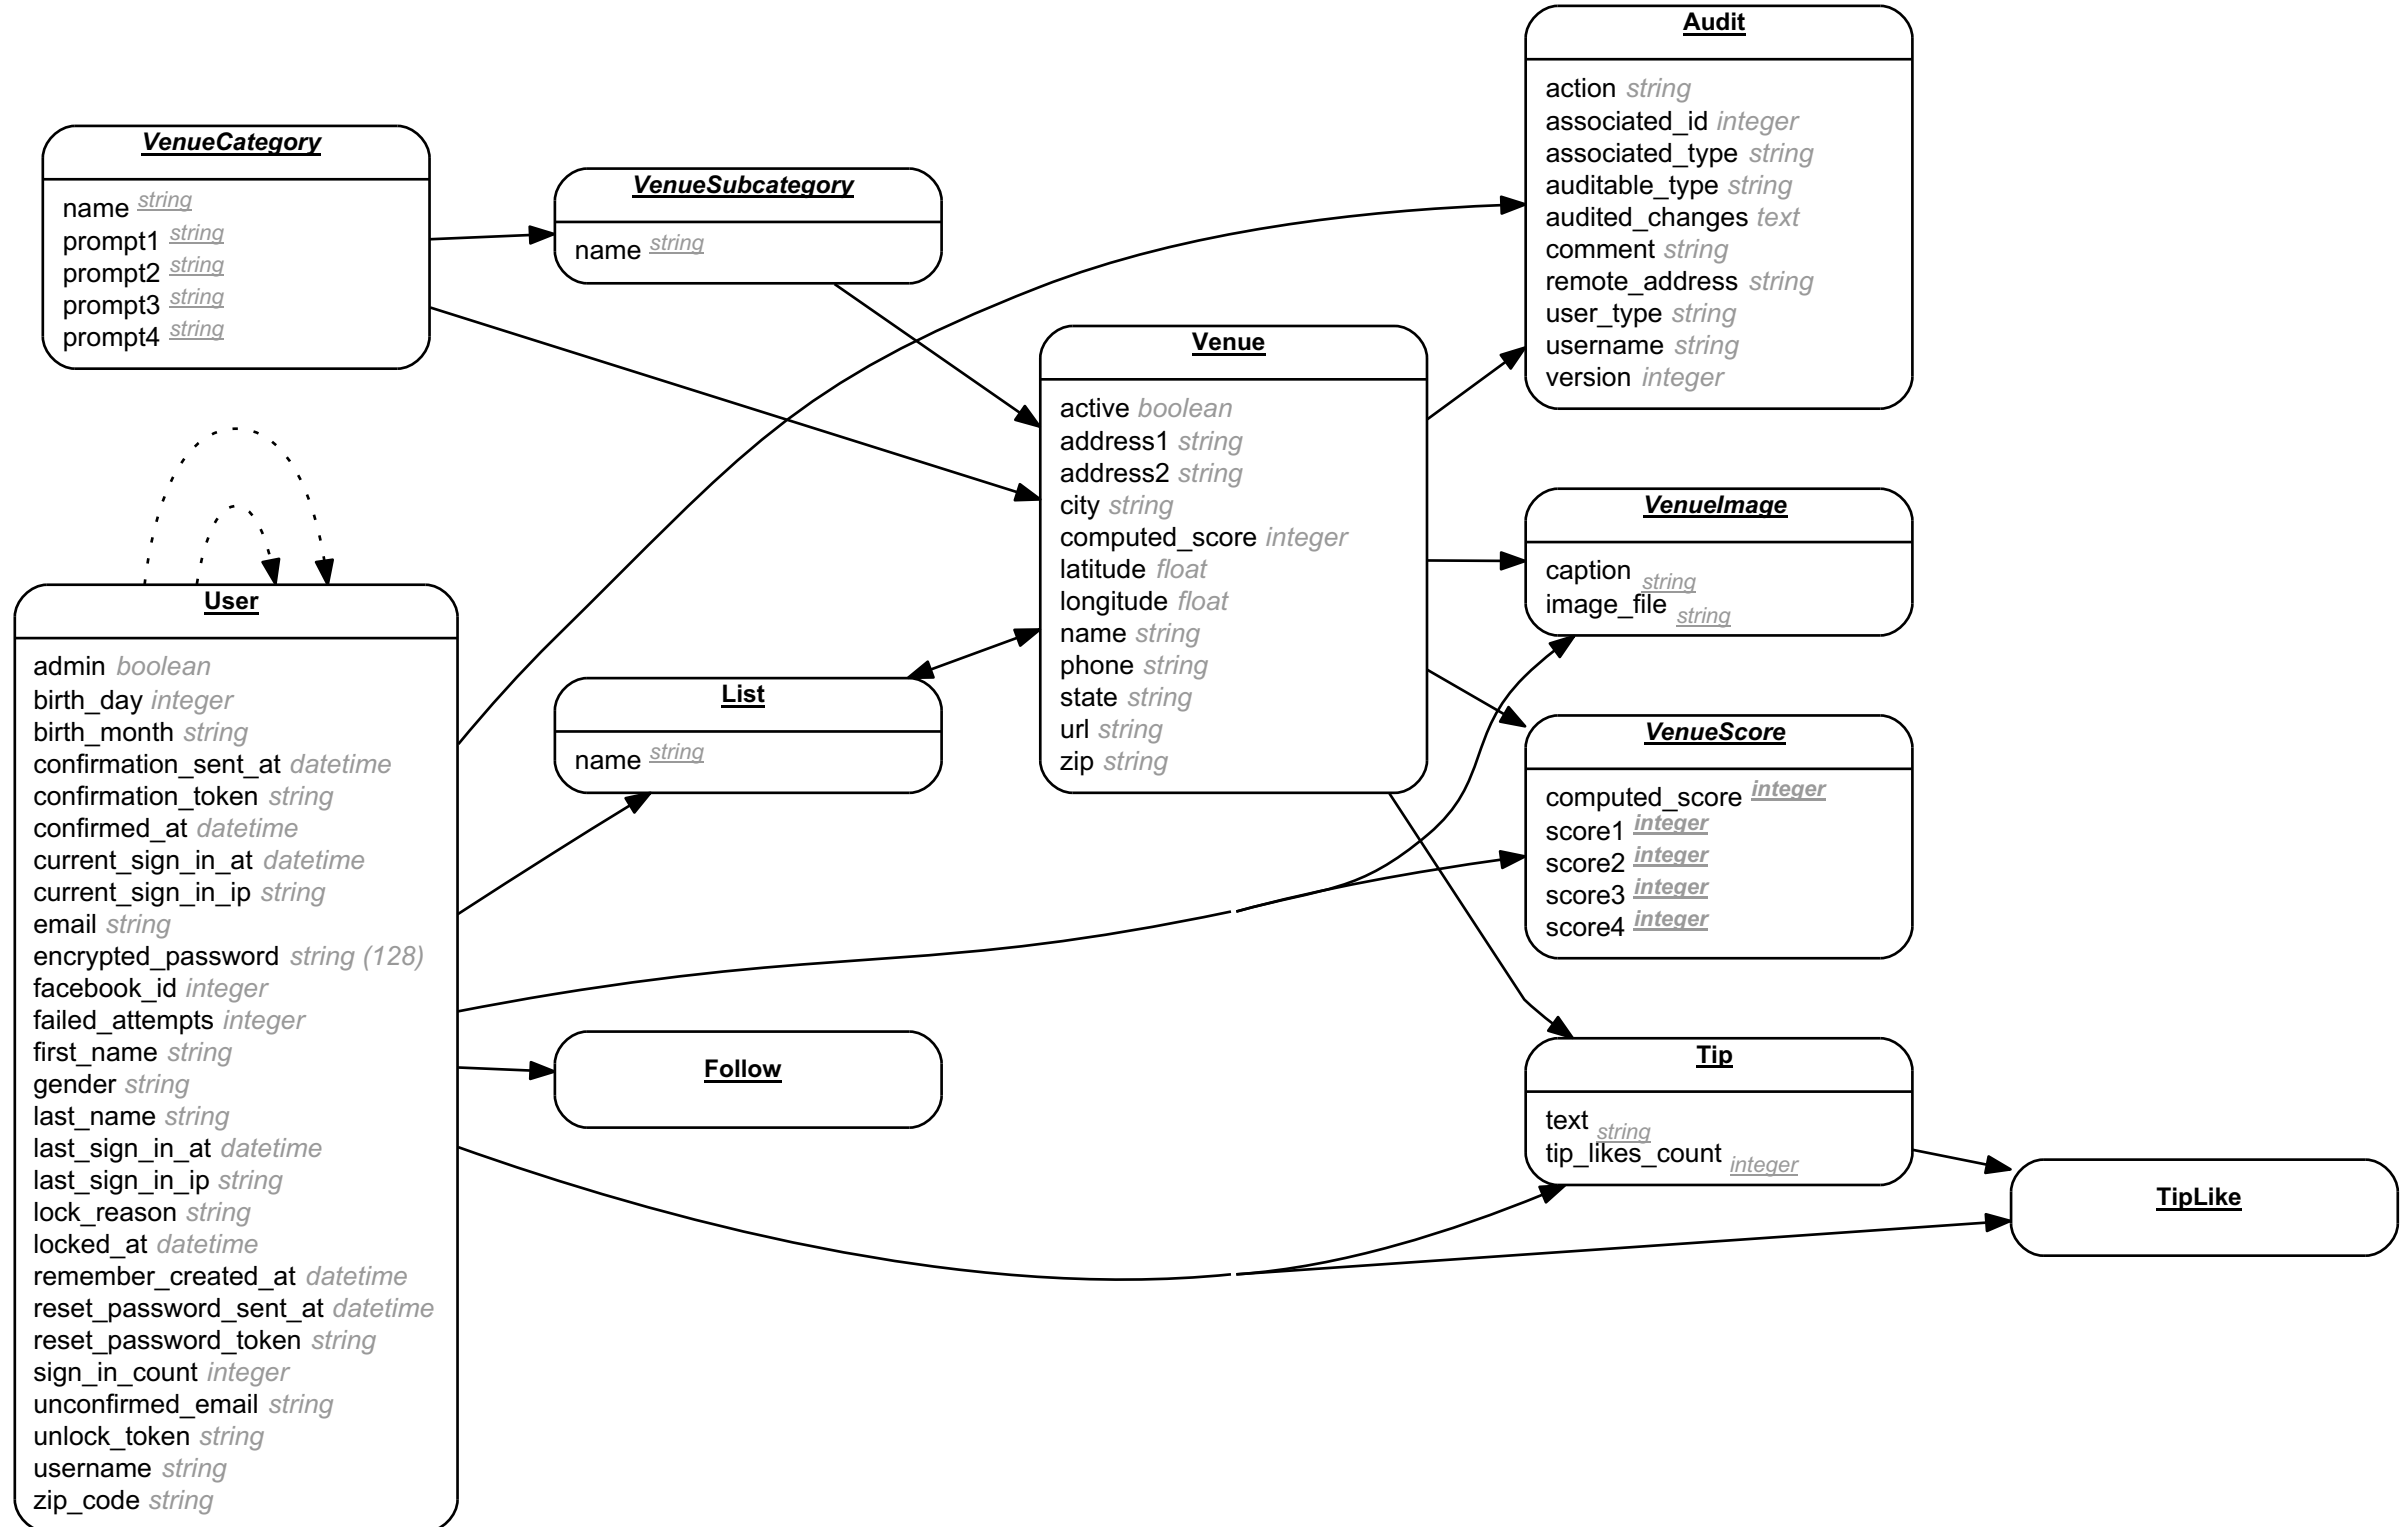 VenueCategory
name string
prompt1 string
prompt2 string
prompt3 string
prompt4 string
VenueSubcategory
name string
Audit
action string
associated_id integer
associated_type string
auditable_type string
audited_changes text
comment string
remote_address string
user_type string
username string
version integer
Venue
active boolean
address1 string
address2 string
city string
computed_score integer
latitude float
longitude float
name string
phone string
state string
url string
zip string
VenueImage
caption string
image_file string
User
admin boolean
birth_day integer
birth_month string
confirmation_sent_at datetime
confirmation_token string
confirmed_at datetime
current_sign_in_at datetime
current_sign_in_ip string
email string
encrypted_password string (128)
facebook_id integer
failed_attempts integer
first_name string
gender string
last_name string
last_sign_in_at datetime
last_sign_in_ip string
lock_reason string
locked_at datetime
remember_created_at datetime
reset_password_sent_at datetime
reset_password_token string
sign_in_count integer
unconfirmed_email string
unlock_token string
username string
zip_code string
List
name string
VenueScore
computed_score integer
score1 integer
score2 integer
score3 integer
score4 integer
Follow
Tip
text string
tip_likes_count integer
TipLike